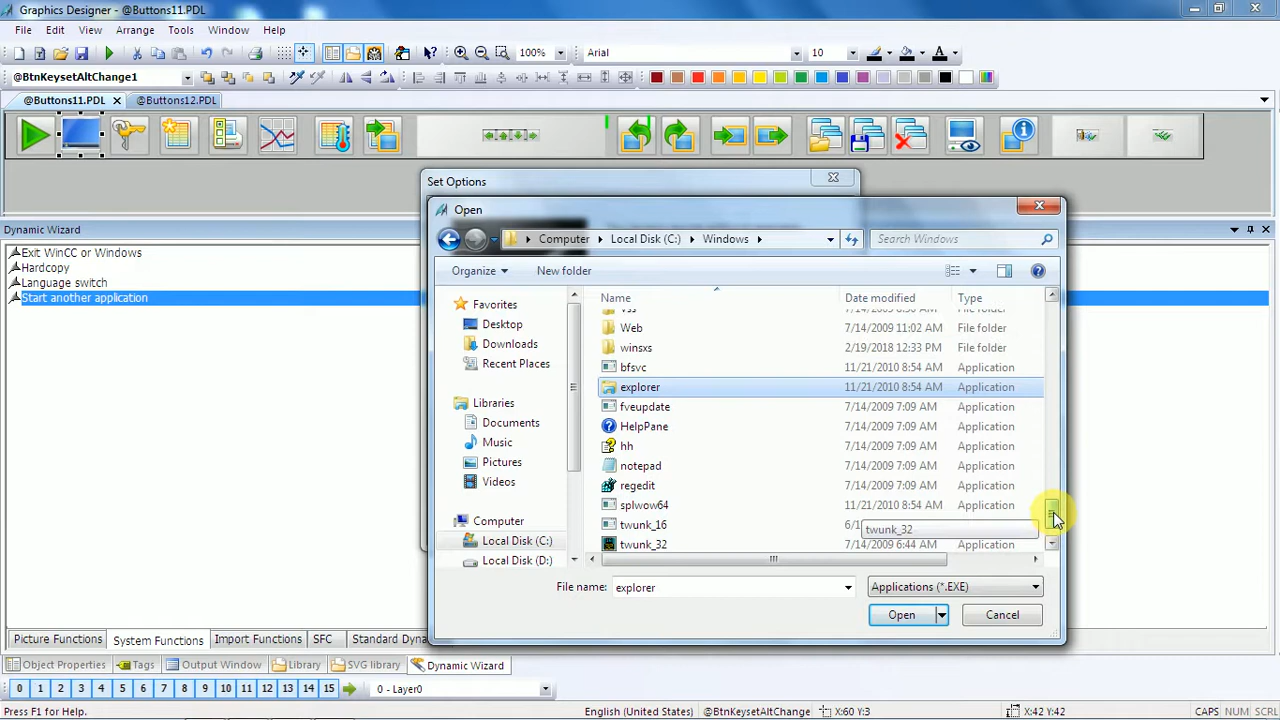 Graphics Designer - @Buttons11.PDL
File Edit View Arrange Tools Window Help
100% Arial 10
@BtnKeysetAltChange1
@Buttons11.PDL @Buttons12.PDL
Set Options
Open
Dynamic Wizard
Computer Local Disk (C:) Windows Search Windows
Exit WinCC or Windows
Hardcopy
Language switch
Start another application
Organize New folder
Name Date modified Type
Favorites
Desktop
Downloads
Recent Places
Libraries
Documents
Music
Pictures
Videos
Computer
Local Disk (C:)
Local Disk (D:)
Vss 7/14/2009 8:56 AM File folder
Web 7/14/2009 11:02 AM File folder
winsxs 2/19/2018 12:33 PM File folder
bfsvc 11/21/2010 8:54 AM Application
explorer 11/21/2010 8:54 AM Application
fveupdate 7/14/2009 7:09 AM Application
HelpPane 7/14/2009 7:09 AM Application
hh 7/14/2009 7:09 AM Application
notepad 7/14/2009 7:09 AM Application
regedit 7/14/2009 7:09 AM Application
splwow64 11/21/2010 8:54 AM Application
twunk_16 6/1
twunk_32
twunk_32 7/14/2009 6:44 AM Application
File name: explorer Applications (*.EXE)
Open Cancel
Picture Functions System Functions Import Functions SFC Standard Dyna
Object Properties Tags Output Window Library SVG library Dynamic Wizard
0 1 2 3 4 5 6 7 8 9 10 11 12 13 14 15 0 - Layer0
Press F1 for Help. English (United States) @BtnKeysetAltChange X:60 Y:3 X:42 Y:42 CAPS NUM SCRL